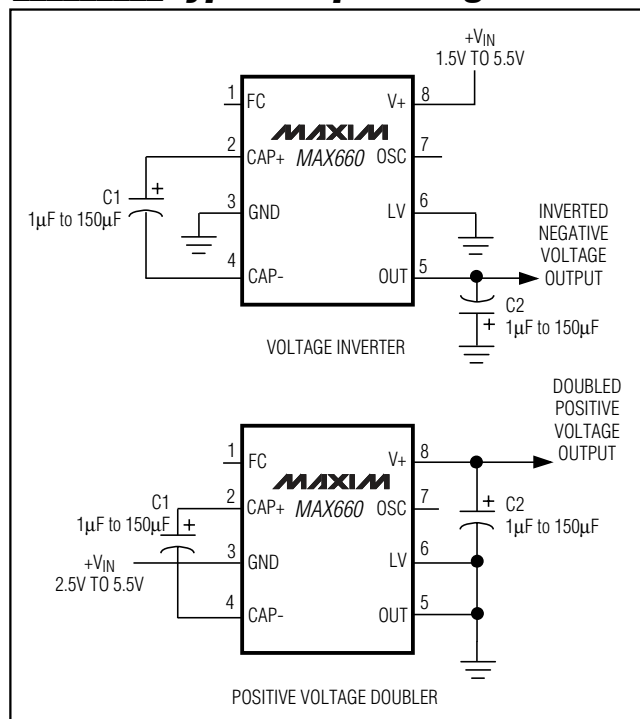 +VIN
1.5V TO 5.5V
1 FC V+ 8
MAXIM
2 CAP+ MAX660 OSC 7
C1 +
1µF to 150µF
3 GND LV 6
4 CAP- OUT 5
INVERTED
NEGATIVE
VOLTAGE
OUTPUT
C2
+ 1µF to 150µF
VOLTAGE INVERTER
DOUBLED
POSITIVE
VOLTAGE
OUTPUT
1 FC V+ 8
MAXIM
2 CAP+ MAX660 OSC 7
C1
1µF to 150µF +
+ C2
1µF to 150µF
+VIN
2.5V TO 5.5V
3 GND LV 6
4 CAP- OUT 5
POSITIVE VOLTAGE DOUBLER